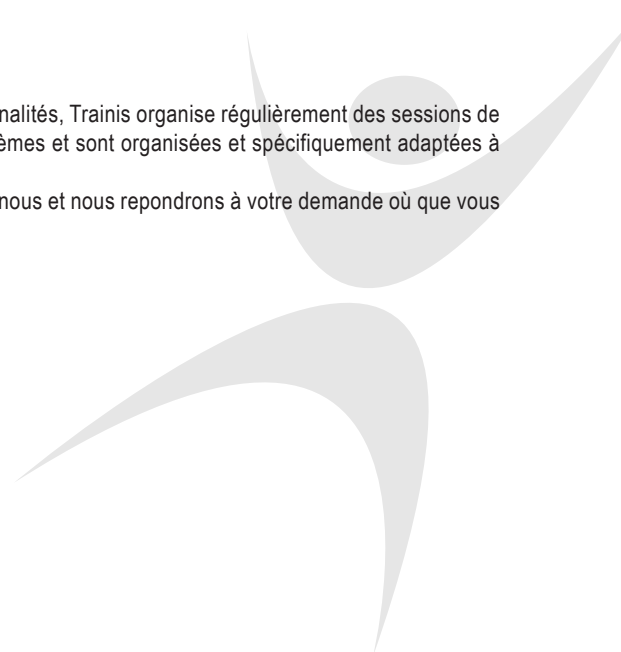 nalités, Trainis organise régulièrement des sessions de
èmes et sont organisées et spécifiquement adaptées à
nous et nous repondrons à votre demande où que vous